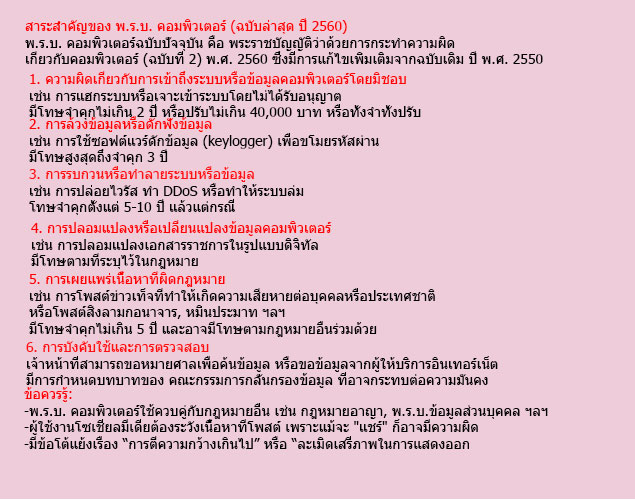 สาระสำคัญของ พ.ร.บ. คอมพิวเตอร์ (ฉบับล่าสุด ปี 2560)
พ.ร.บ. คอมพิวเตอร์ฉบับปัจจุบัน คือ พระราชบัญญัติว่าด้วยการกระทำความผิด
เกี่ยวกับคอมพิวเตอร์ (ฉบับที่ 2) พ.ศ. 2560 ซึ่งมีการแก้ไขเพิ่มเติมจากฉบับเดิม ปี พ.ศ. 2550
1. ความผิดเกี่ยวกับการเข้าถึงระบบหรือข้อมูลคอมพิวเตอร์โดยมิชอบ
เช่น การแฮกระบบหรือเจาะเข้าระบบโดยไม่ได้รับอนุญาต
มีโทษจำคุกไม่เกิน 2 ปี หรือปรับไม่เกิน 40,000 บาท หรือทั้งจำทั้งปรับ
2. การล้วงข้อมูลหรือดักฟังข้อมูล
เช่น การใช้ซอฟต์แวร์ดักข้อมูล (keylogger) เพื่อขโมยรหัสผ่าน
มีโทษสูงสุดถึงจำคุก 3 ปี
3. การรบกวนหรือทำลายระบบหรือข้อมูล
เช่น การปล่อยไวรัส ทำ DDoS หรือทำให้ระบบล่ม
โทษจำคุกตั้งแต่ 5-10 ปี แล้วแต่กรณี
4. การปลอมแปลงหรือเปลี่ยนแปลงข้อมูลคอมพิวเตอร์
เช่น การปลอมแปลงเอกสารราชการในรูปแบบดิจิทัล
มีโทษตามที่ระบุไว้ในกฎหมาย
5. การเผยแพร่เนื้อหาที่ผิดกฎหมาย
เช่น การโพสต์ข่าวเท็จที่ทำให้เกิดความเสียหายต่อบุคคลหรือประเทศชาติ
หรือโพสต์สิ่งลามกอนาจาร, หมิ่นประมาท ฯลฯ
มีโทษจำคุกไม่เกิน 5 ปี และอาจมีโทษตามกฎหมายอื่นร่วมด้วย
6. การบังคับใช้และการตรวจสอบ
เจ้าหน้าที่สามารถขอหมายศาลเพื่อค้นข้อมูล หรือขอข้อมูลจากผู้ให้บริการอินเทอร์เน็ต
มีการกำหนดบทบาทของ คณะกรรมการกลั่นกรองข้อมูล ที่อาจกระทบต่อความมั่นคง
ข้อควรรู้:
-พ.ร.บ. คอมพิวเตอร์ใช้ควบคู่กับกฎหมายอื่น เช่น กฎหมายอาญา, พ.ร.บ.ข้อมูลส่วนบุคคล ฯลฯ
-ผู้ใช้งานโซเชียลมีเดียต้องระวังเนื้อหาที่โพสต์ เพราะแม้จะ "แชร์" ก็อาจมีความผิด
-มีข้อโต้แย้งเรื่อง “การตีความกว้างเกินไป” หรือ “ละเมิดเสรีภาพในการแสดงออก